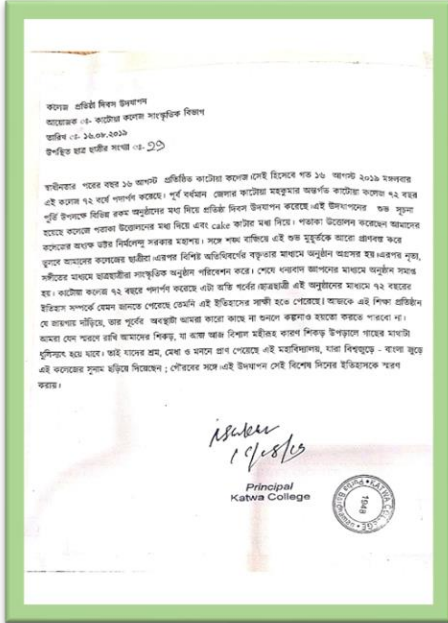 কলেজ প্রতিষ্ঠা দিবস উদযাপন
আয়োজক ঃ- কাটোয়া কলেজ সাংস্কৃতিক বিভাগ
তারিখ ঃ- ১৬.০৮.২০১৯
উপস্থিত ছাত্র ছাত্রীর সংখ্যা ঃ-
স্বাধীনতার পরের বছর ১৬ আগস্ট প্রতিষ্ঠিত কাটোয়া কলেজ।সেই হিসেবে গত ১৬ আগস্ট ২০১৯ মঙ্গলবার
এই কলেজ ৭২ বর্ষে পদার্পণ করেছে। পূর্ব বর্ধমান জেলার কাটোয়া মহকুমার অন্তর্গত কাটোয়া কলেজ ৭২ বছর
পূর্তি উপলক্ষে বিভিন্ন রকম অনুষ্ঠানের মধ্য দিয়ে প্রতিষ্ঠা দিবস উদযাপন করেছে।এই উদযাপনের শুভ সূচনা
হয়েছে কলেজে পতাকা উত্তোলনের মধ্য দিয়ে এবং cake কাটার মধ্য দিয়ে। পতাকা উত্তোলন করেছেন আমাদের
কলেজের অধ্যক্ষ ডক্টর নির্মলেন্দু সরকার মহাশয়। সঙ্গে শঙ্খ বাজিয়ে এই শুভ মুহূর্তকে আরো প্রাণবন্ত করে
তুলবে আমাদের কলেজের ছাত্রীরা।এরপর বিশিষ্ট অতিথিবর্গের বক্তৃতার মাধ্যমে অনুষ্ঠান অগ্রসর হয়।এরপর নৃত্য,
সঙ্গীতের মাধ্যমে ছাত্রছাত্রীরা সাংস্কৃতিক অনুষ্ঠান পরিবেশন করে। শেষে ধন্যবাদ জ্ঞাপনের মাধ্যমে অনুষ্ঠান সমাপ্ত
হয়। কাটোয়া কলেজ ৭২ বছরে পদার্পণ করেছে এটা অতি গর্বের।ছাত্রছাত্রী এই অনুষ্ঠানের মাধ্যমে ৭২ বছরের
ইতিহাস সম্পর্কে যেমন জানতে পেরেছে তেমনি এই ইতিহাসের সাক্ষী হতে পেরেছে। আজকে এই শিক্ষা প্রতিষ্ঠান
যে জায়গায় দাঁড়িয়ে, তার পূর্বের অবস্থাটা আমরা কারো কাছে না শুনলে কল্পনাও হয়তো করতে পারবো না।
আমরা যেন স্মরণে রাখি আমাদের শিকড়, যা আজ বিশাল মহীরূহ কারণ শিকড় উপড়ালে গাছের মাথাটা
ধূলিসাৎ হয়ে যাবে। তাই যাদের শ্রম, মেধা ও মননে প্রাণ পেয়েছে এই মহাবিদ্যালয়, যারা বিশ্বজুড়ে - বাংলা জুড়ে
এই কলেজের সুনাম ছড়িয়ে দিয়েছেন ; গৌরবের সঙ্গে।এই উদযাপন সেই বিশেষ দিনের ইতিহাসকে স্মরণ
করায়।
Principal
Katwa College
KATWA COLLEGE
1948